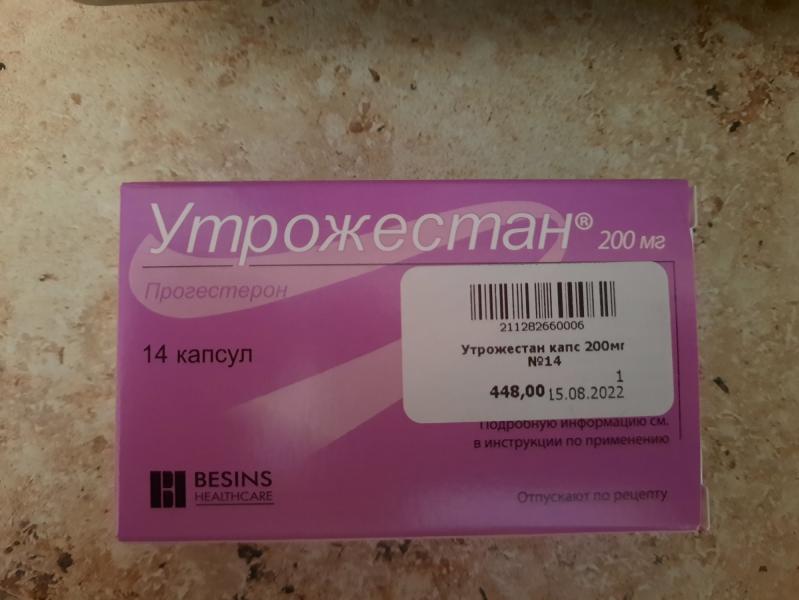 Утрожестан® 200 мг
Прогестерон
14 капсул
211282660006
Утрожестан капс 200мг
№14
1
448,00 15.08.2022
Подробную информацию см.
в инструкции по применению
BESINS
HEALTHCARE
Отпускают по рецепту